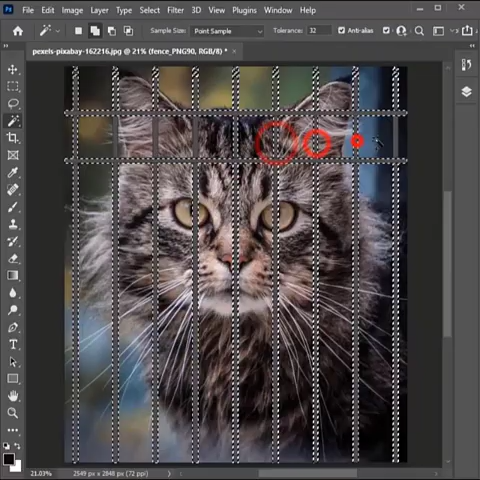 Ps File Edit Image Layer Type Select Filter 3D View Plugins Window Help
Sample Size: Point Sample Tolerance: 32 Anti-alias
pexels-pixabay-162216.jpg @ 21% (fence_PNG90, RGB/8) *
T
21.03% 2549 px x 2848 px (72 ppi)